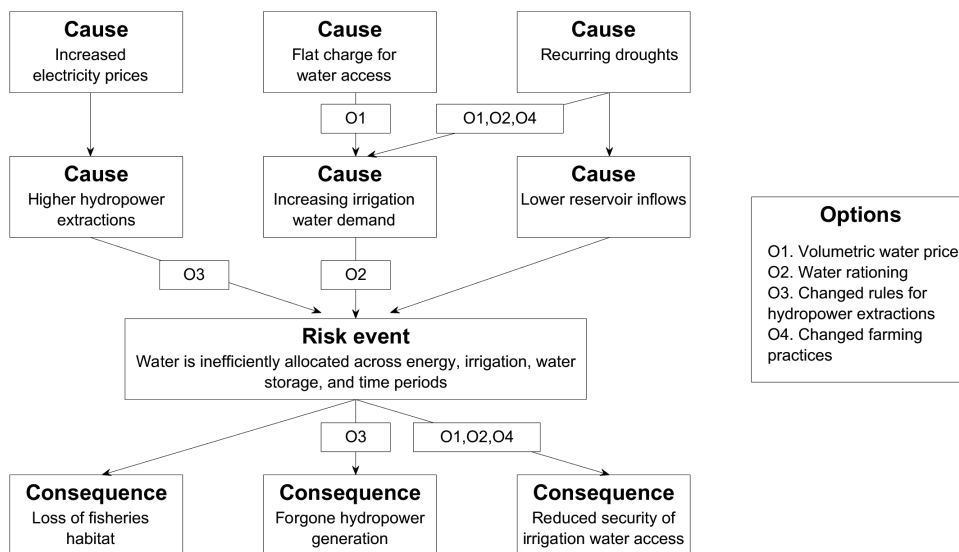 Cause
Increased
electricity prices
Cause
Flat charge for
water access
Cause
Recurring droughts
O1
O1,O2,O4
Cause
Higher hydropower
extractions
Cause
Increasing irrigation
water demand
Cause
Lower reservoir inflows
O3
O2
Risk event
Water is inefficiently allocated across energy, irrigation, water
storage, and time periods
O3
O1,O2,O4
Consequence
Loss of fisheries
habitat
Consequence
Forgone hydropower
generation
Consequence
Reduced security of
irrigation water access
Options
O1. Volumetric water price
O2. Water rationing
O3. Changed rules for
hydropower extractions
O4. Changed farming
practices